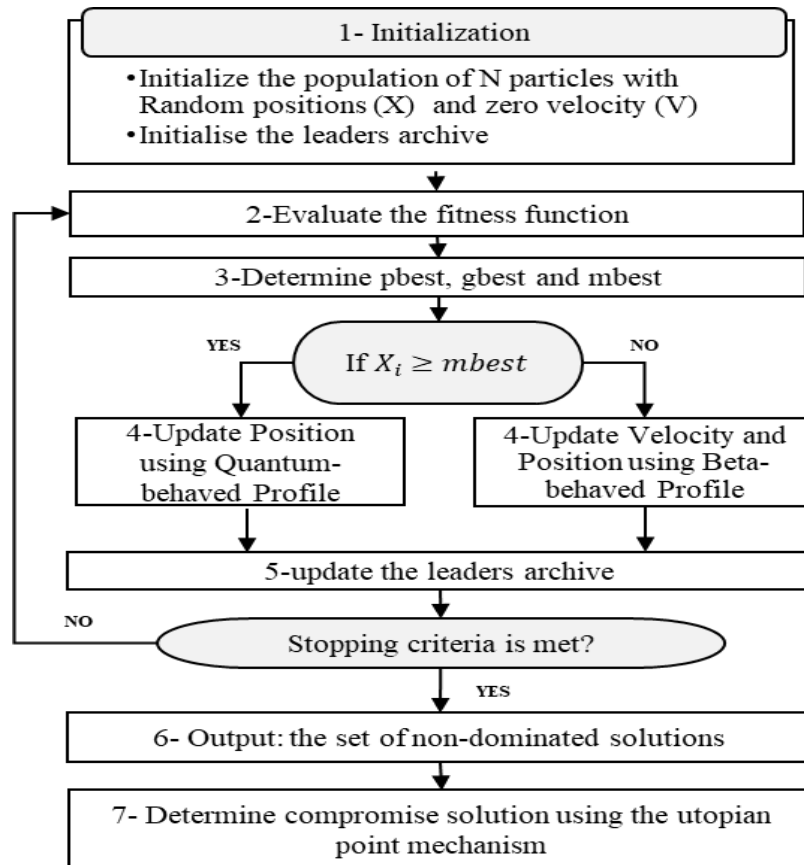 1- Initialization
•Initialize the population of N particles with
Random positions (X) and zero velocity (V)
•Initialise the leaders archive
2-Evaluate the fitness function
3-Determine pbest, gbest and mbest
If X_i ≥ mbest
YES
NO
4-Update Position
using Quantum-
behaved Profile
4-Update Velocity and
Position using Beta-
behaved Profile
5-update the leaders archive
NO
Stopping criteria is met?
YES
6- Output: the set of non-dominated solutions
7- Determine compromise solution using the utopian
point mechanism